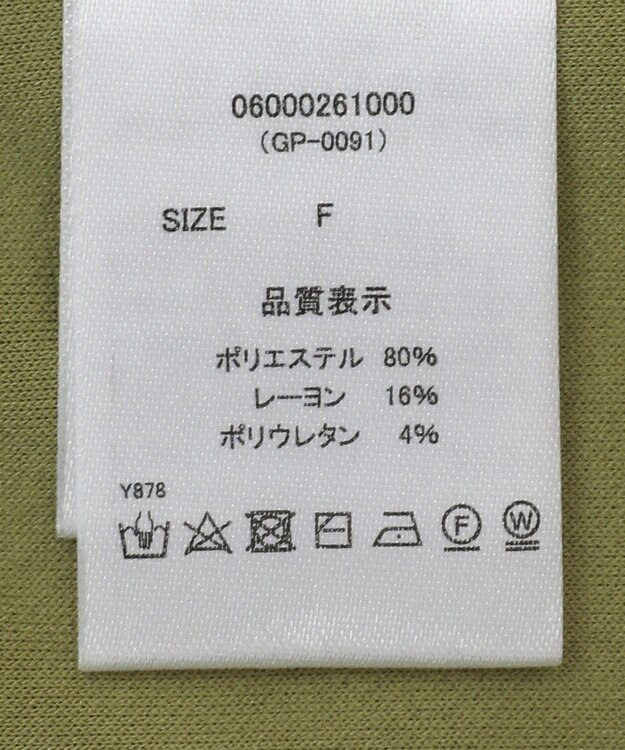 06000261000
(GP-0091)
SIZE F
品質表示
ポリエステル 80%
レーヨン 16%
ポリウレタン 4%
Y878
F W